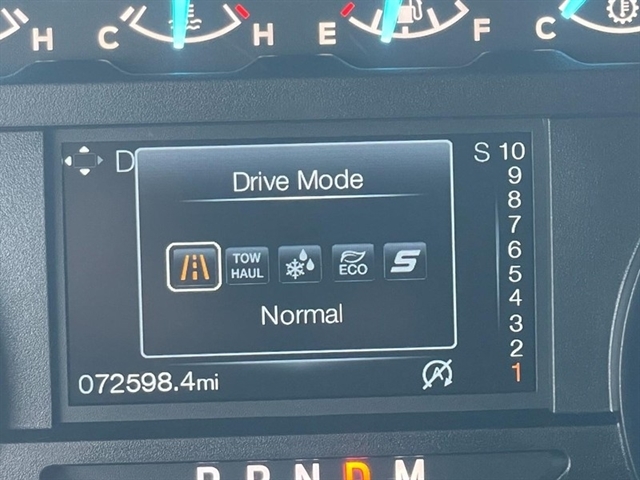 H C H E F C
D
Drive Mode
S 10
9
8
7
6
5
4
3
2
1
TOW
HAUL
ECO
S
Normal
072598.4mi
A
P R N D M